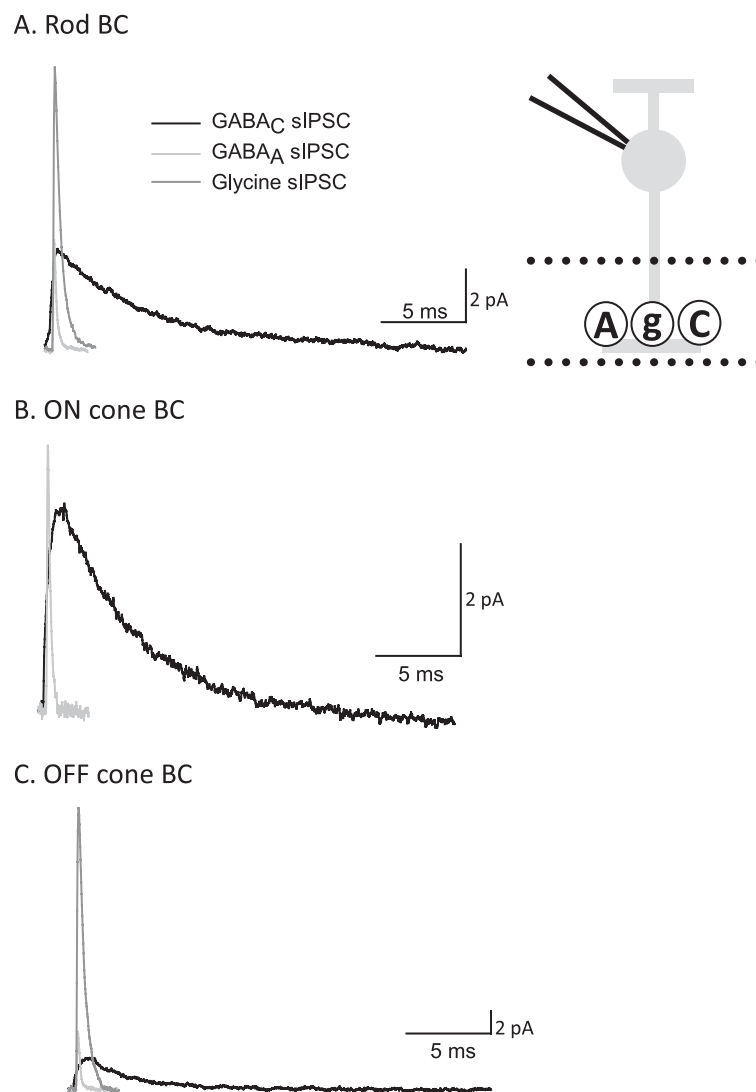 A. Rod BC
GABAC sIPSC
GABAA sIPSC
Glycine sIPSC
5 ms
2 pA
A g C
B. ON cone BC
2 pA
5 ms
C. OFF cone BC
2 pA
5 ms